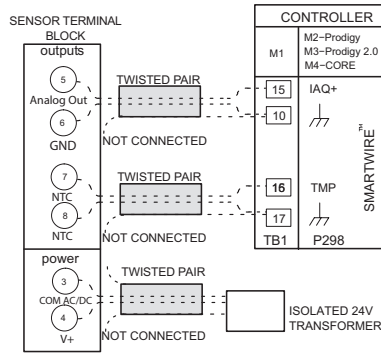 SENSOR TERMINAL
BLOCK
outputs
5
Analog Out
6
GND
7
NTC
8
NTC
power
3
COM AC/DC
4
V+
TWISTED PAIR
NOT CONNECTED
TWISTED PAIR
NOT CONNECTED
TWISTED PAIR
NOT CONNECTED
CONTROLLER
M1
M2-Prodigy
M3-Prodigy 2.0
M4-CORE
15
IAQ+
10
16
TMP
17
TB1
P298
SMARTWIRE™
ISOLATED 24V
TRANSFORMER